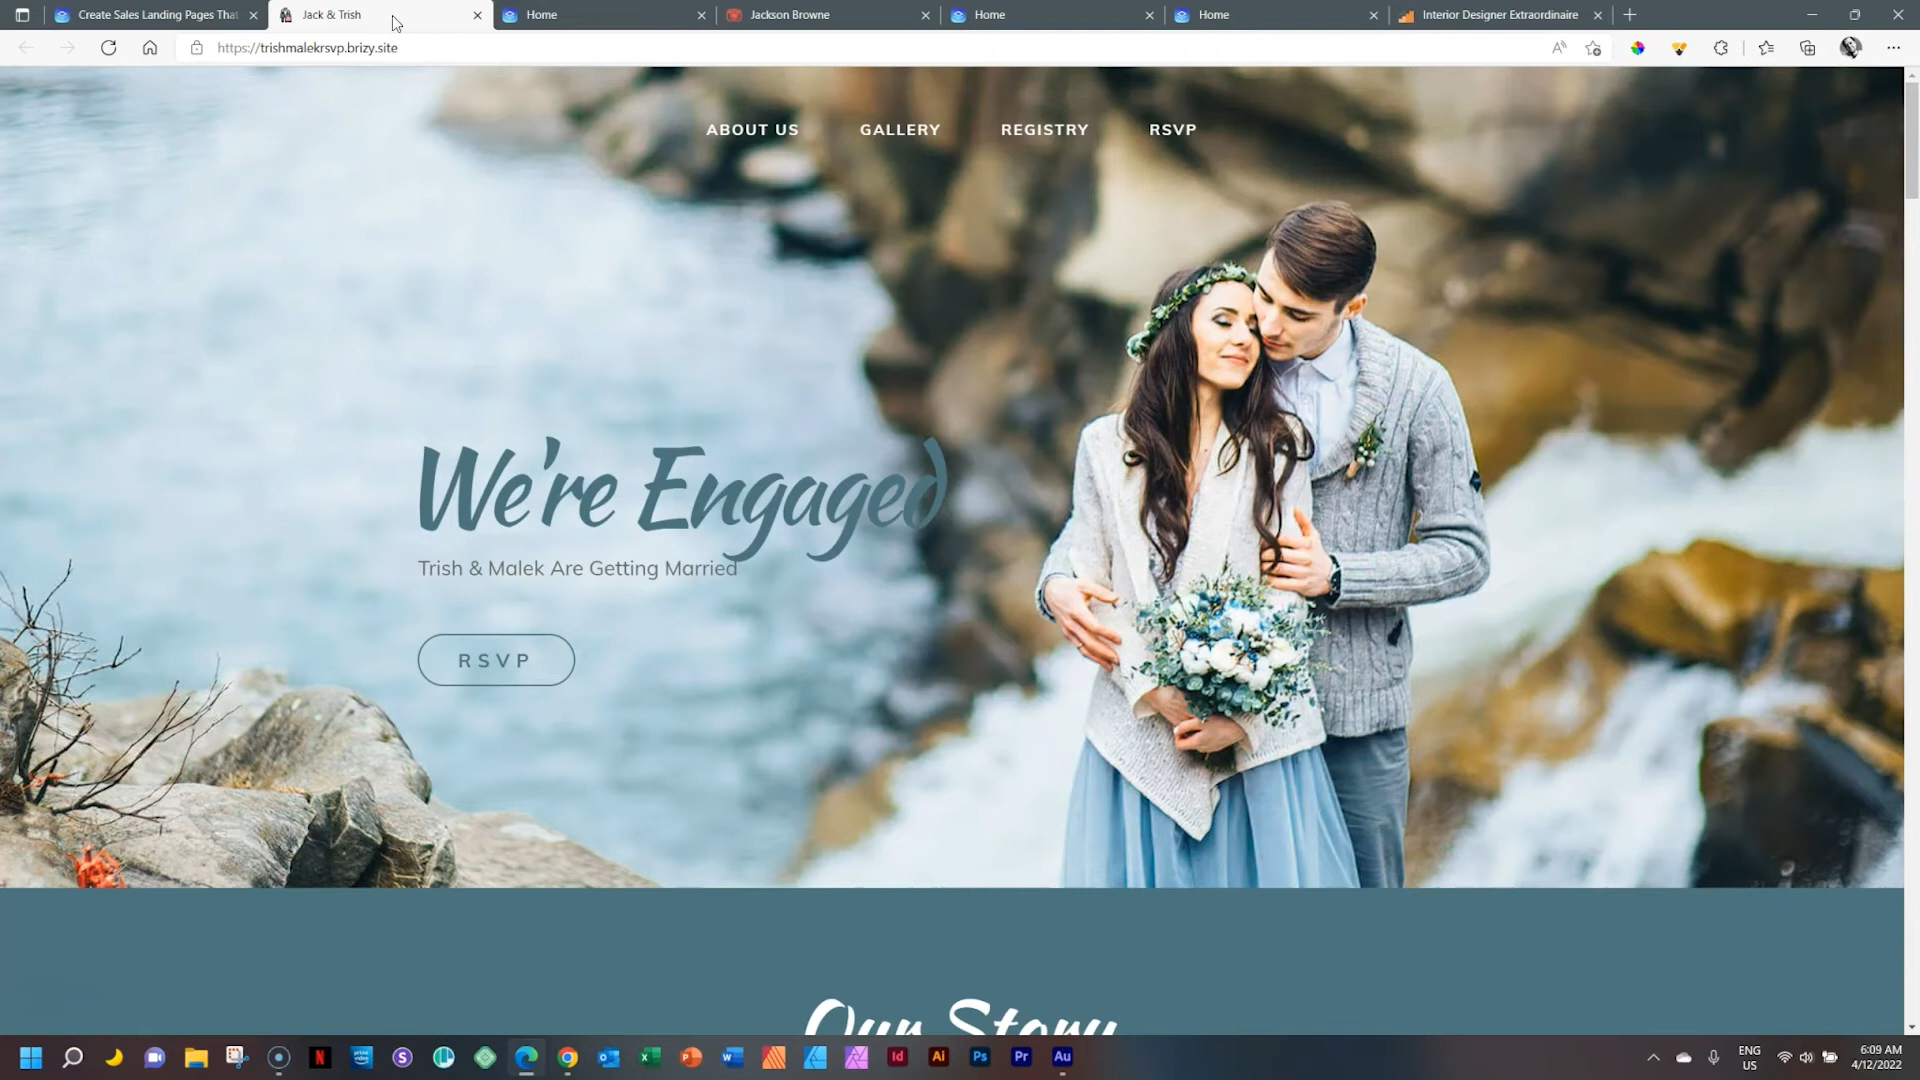 Create Sales Landing Pages That
Jack & Trish
Home
Jackson Browne
Home
Home
Interior Designer Extraordinaire
https://trishmalekrsvp.brizy.site
ABOUT US
GALLERY
REGISTRY
RSVP
We're Engaged
Trish & Malek Are Getting Married
RSVP
Our Story
ENG
US
6:09 AM
4/12/2022